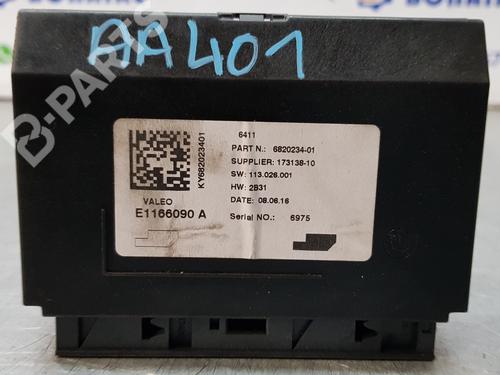 AA401
B-PARTS
KY682023401
6411
PART N.: 6820234-01
SUPPLIER: 173138-10
SW: 113.026.001
HW: 2B31
DATE: 08.06.16
Serial NO.: 6975
VALEO
E1166090 A